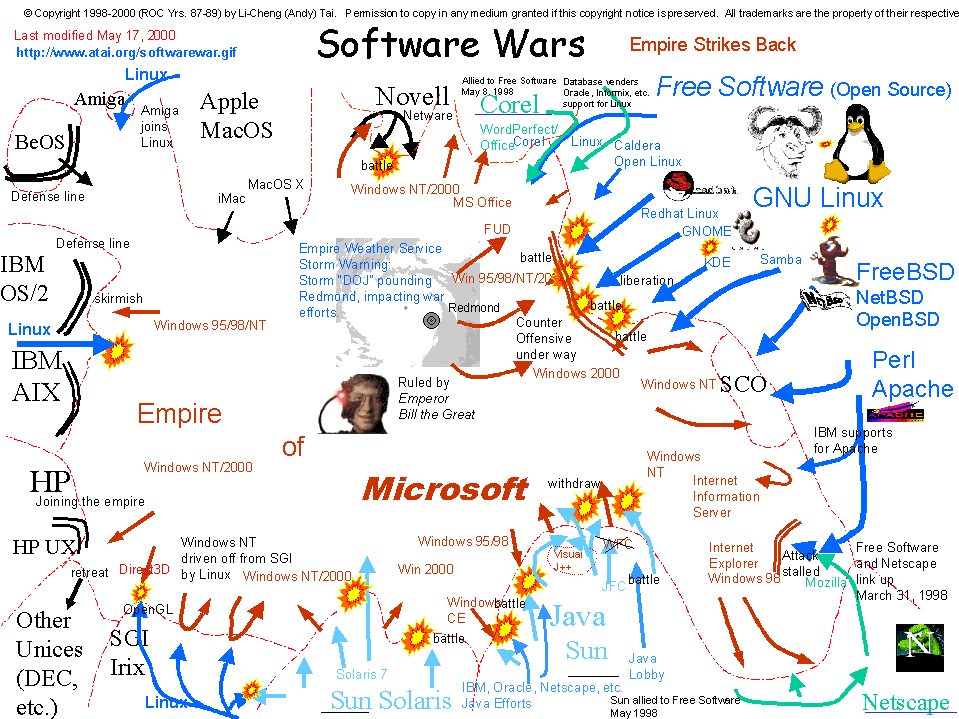 © Copyright 1998-2000 (ROC Yrs. 87-89) by Li-Cheng (Andy) Tai. Permission to copy in any medium granted if this copyright notice is preserved. All trademarks are the property of their respective
Last modified May 17, 2000
http://www.atai.org/softwarewar.gif
Software Wars
Empire Strikes Back
Linux
Amiga
Amiga
joins
Linux
Apple
MacOS
BeOS
Defense line
iMac
MacOS X
Novell
Netware
battle
Windows NT/2000
Allied to Free Software
May 8, 1998
Corel
WordPerfect/
Office
Corel
Linux
MS Office
Database venders
Oracle, Informix, etc.
support for Linux
Free Software (Open Source)
Caldera
Open Linux
GNU Linux
Redhat Linux
GNOME
KDE
Samba
FreeBSD
NetBSD
OpenBSD
Defense line
IBM
OS/2
skirmish
Windows 95/98/NT
Linux
IBM
AIX
Empire Weather Service
Storm Warning:
Storm "DOJ" pounding
Redmond, impacting war
efforts
FUD
Win 95/98/NT/20
battle
liberation
battle
battle
Redmond
Counter
Offensive
under way
Windows 2000
Windows NT
SCO
Perl
Apache
APACHE
IBM supports
for Apache
Ruled by
Emperor
Bill the Great
Empire
of
Microsoft
Windows NT/2000
HP
Joining the empire
HP UX
retreat
Other
Unices
(DEC,
etc.)
Direct3D
OpenGL
SGI
Irix
Linux
Windows NT
driven off from SGI
by Linux
Windows NT/2000
Solaris 7
Sun Solaris
Win 2000
battle
Windows 95/98
Windows
CE
battle
withdraw
Visual
J++
WFC
JFC
battle
Java
Sun
IBM, Oracle, Netscape, etc.
Java Efforts
Java
Lobby
Sun allied to Free Software
May 1998
Windows
NT
Internet
Information
Server
Internet
Explorer
Windows 98
Attack
stalled
Mozilla
Free Software
and Netscape
link up
March 31, 1998
N
Netscape